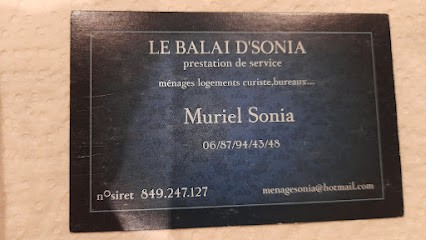 LE BALAI D'SONIA
prestation de service
ménages logements curiste,bureaux...
Muriel Sonia
06/87/94/43/48
n°siret 849.247.127
menagesonia@hotmail.com